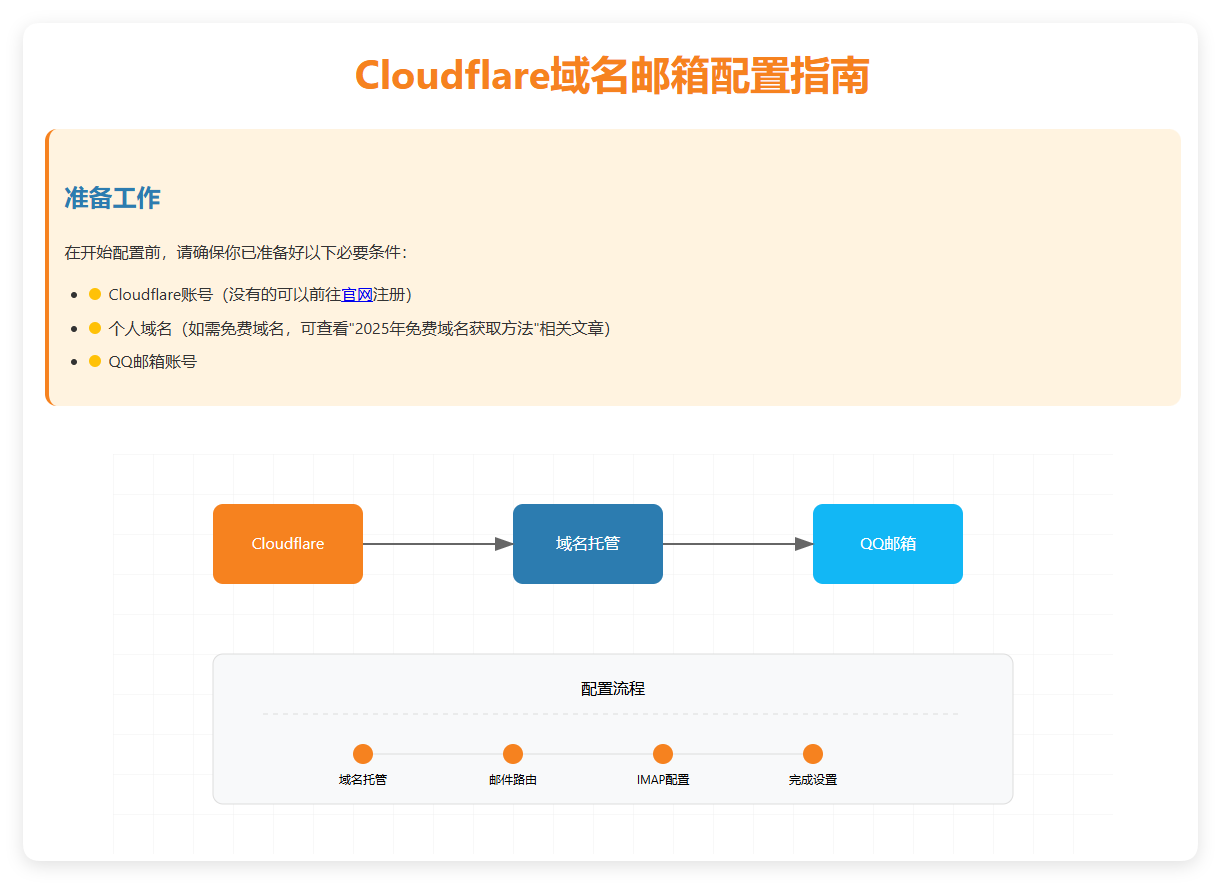 Cloudflare域名邮箱配置指南
准备工作
在开始配置前，请确保你已准备好以下必要条件：
Cloudflare账号（没有的可以前往官网注册）
个人域名（如需免费域名，可查看"2025年免费域名获取方法"相关文章）
QQ邮箱账号
Cloudflare
域名托管
QQ邮箱
配置流程
域名托管
邮件路由
IMAP配置
完成设置